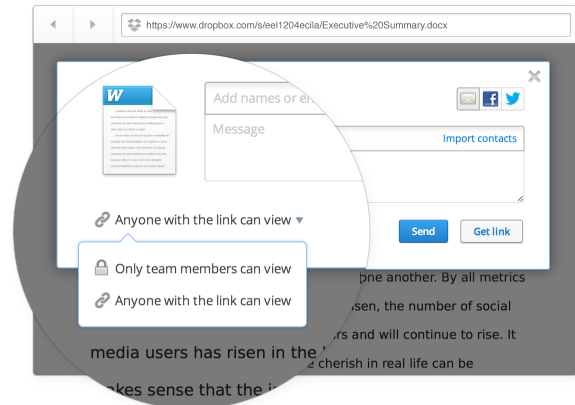 https://www.dropbox.com/s/eel1204ecila/Executive%20Summary.docx
W
Add names or em
Message
Import contacts
Anyone with the link can view
Send
Get link
Only team members can view
Anyone with the link can view
one another. By all metrics
the number of social
and will continue to rise. It
media users has risen in the
cherish in real life can be
sense that the